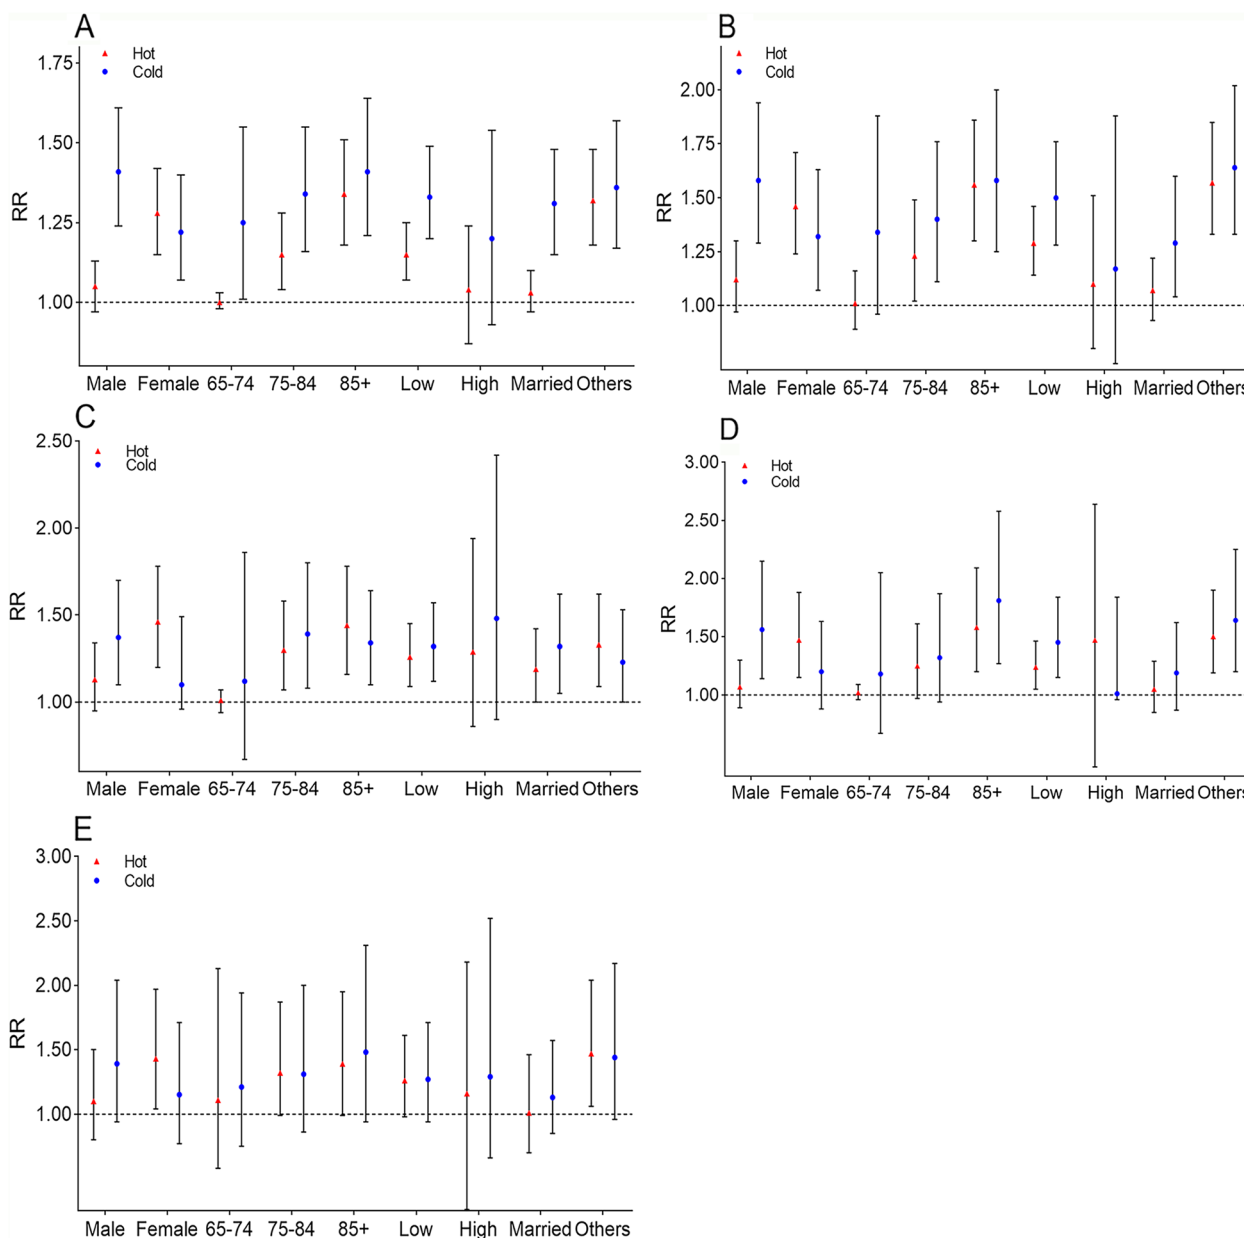 A
Hot
Cold
1.75
1.50
1.25
1.00
RR
Male Female 65-74 75-84 85+ Low High Married Others
B
Hot
Cold
2.00
1.75
1.50
1.25
1.00
RR
Male Female 65-74 75-84 85+ Low High Married Others
C
Hot
Cold
2.50
2.00
1.50
1.00
RR
Male Female 65-74 75-84 85+ Low High Married Others
D
Hot
Cold
3.00
2.50
2.00
1.50
1.00
RR
Male Female 65-74 75-84 85+ Low High Married Others
E
Hot
Cold
3.00
2.50
2.00
1.50
1.00
RR
Male Female 65-74 75-84 85+ Low High Married Others